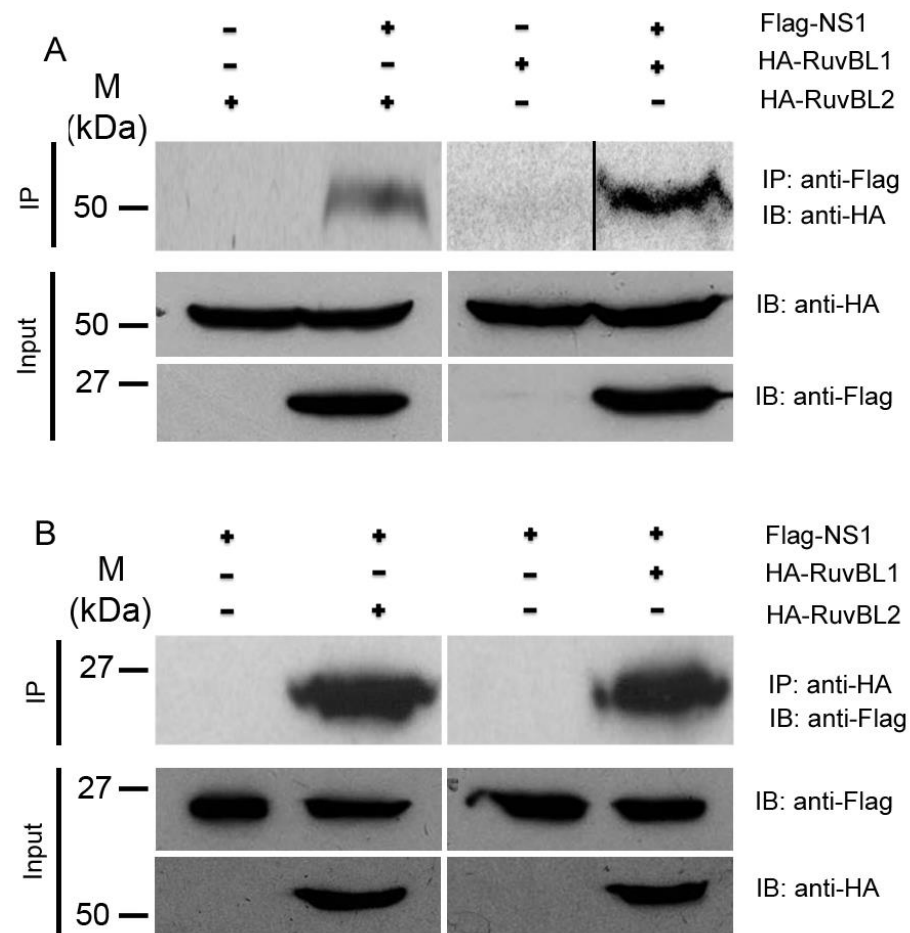 A
- + - + Flag-NS1
- - + + HA-RuvBL1
+ + - - HA-RuvBL2
M
(kDa)
IP
50
IP: anti-Flag
IB: anti-HA
Input
50
IB: anti-HA
27
IB: anti-Flag
B
+ + + + Flag-NS1
- - - + HA-RuvBL1
- + - - HA-RuvBL2
M
(kDa)
IP
27
IP: anti-HA
IB: anti-Flag
Input
27
IB: anti-Flag
50
IB: anti-HA